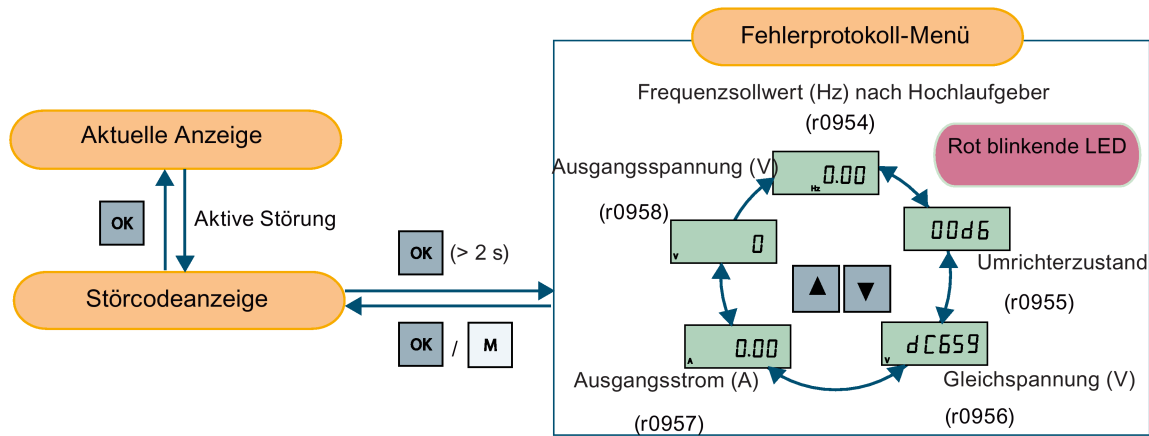 Fehlerprotokoll-Menü
Frequenzsollwert (Hz) nach Hochlaufgeber
(r0954)
Aktuelle Anzeige
Rot blinkende LED
Ausgangsspannung (V)
0.00
Hz
OK
Aktive Störung
(r0958)
0
V
00d6
Umrichterzustand
(r0955)
OK (> 2 s)
▲ ▼
Störcodeanzeige
OK / M
0.00
A
dC659
V
Ausgangsstrom (A)
(r0957)
Gleichspannung (V)
(r0956)